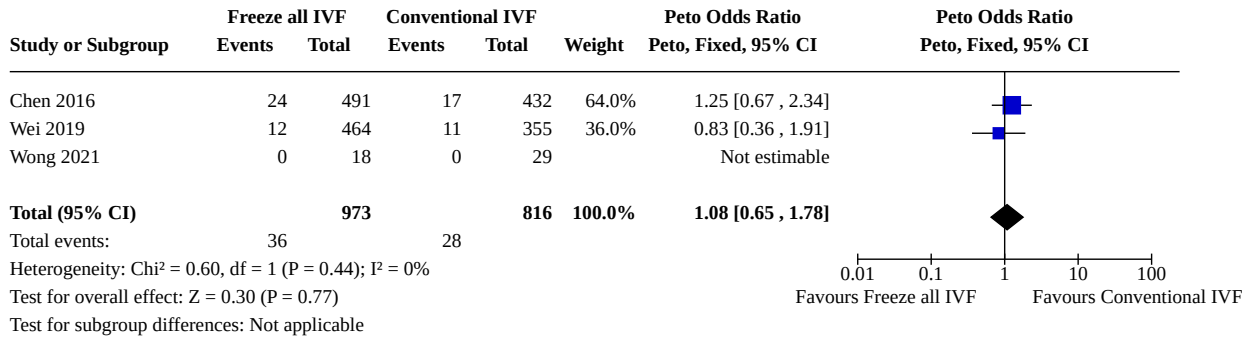 Freeze all IVF Conventional IVF Peto Odds Ratio Peto Odds Ratio
Study or Subgroup Events Total Events Total Weight Peto, Fixed, 95% CI Peto, Fixed, 95% CI
Chen 2016 24 491 17 432 64.0% 1.25 [0.67 , 2.34]
Wei 2019 12 464 11 355 36.0% 0.83 [0.36 , 1.91]
Wong 2021 0 18 0 29 Not estimable
Total (95% CI) 973 816 100.0% 1.08 [0.65 , 1.78]
Total events: 36 28
Heterogeneity: Chi² = 0.60, df = 1 (P = 0.44); I² = 0%
0.01 0.1 1 10 100
Test for overall effect: Z = 0.30 (P = 0.77)
Favours Freeze all IVF Favours Conventional IVF
Test for subgroup differences: Not applicable